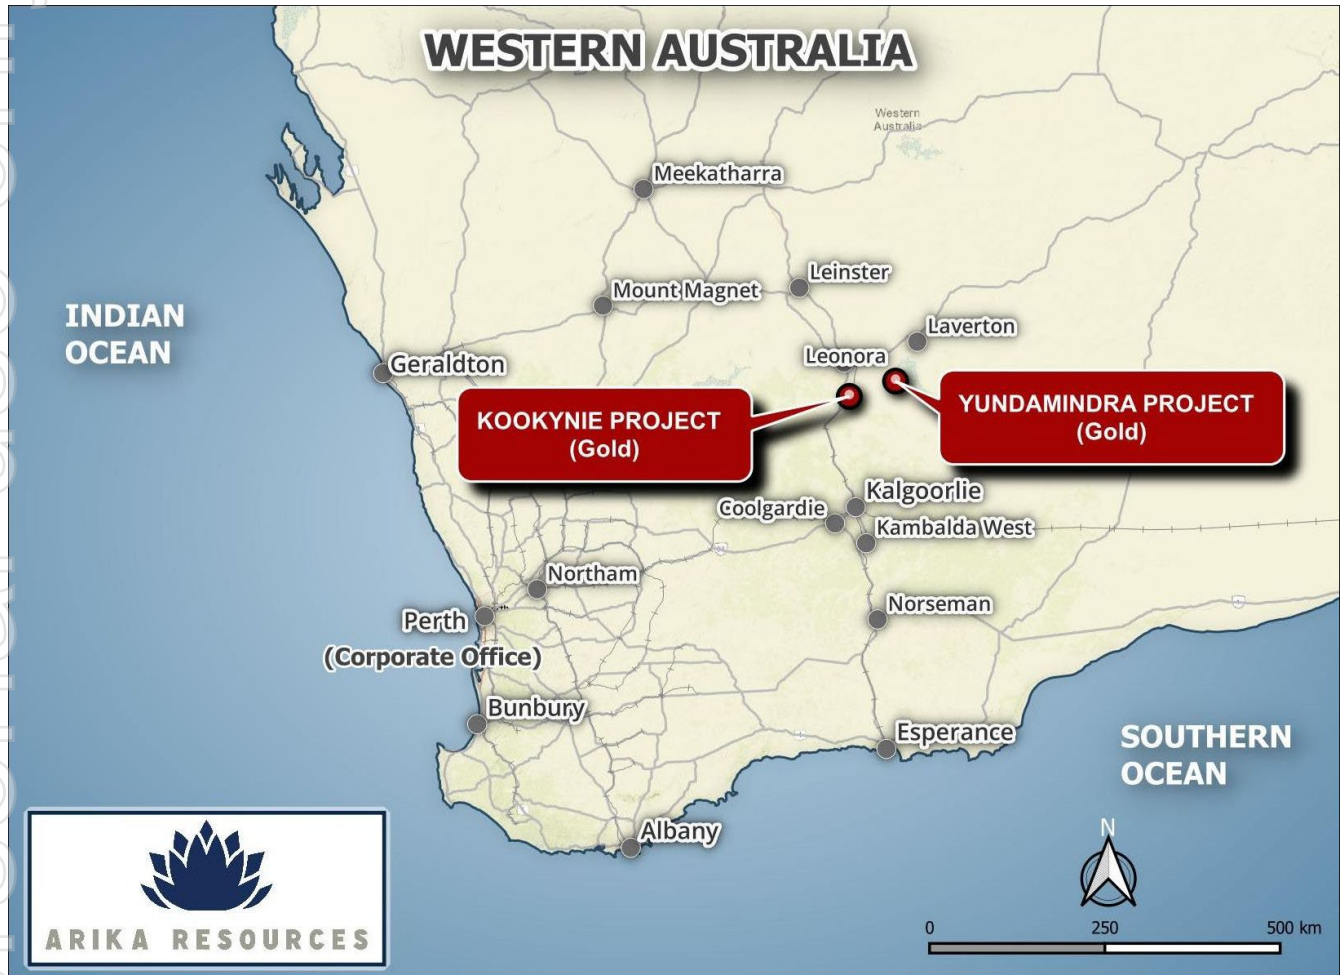 WESTERN AUSTRALIA
Western
Australia
Meekatharra
Leinster
Mount Magnet
Laverton
INDIAN
OCEAN
Leonora
Geraldton
KOOKYNIE PROJECT
(Gold)
YUNDAMINDRA PROJECT
(Gold)
Kalgoorlie
Coolgardie
Kambalda West
Northam
Norseman
Perth
(Corporate Office)
Bunbury
Esperance
SOUTHERN
OCEAN
Albany
N
0 250 500 km
ARIKA RESOURCES